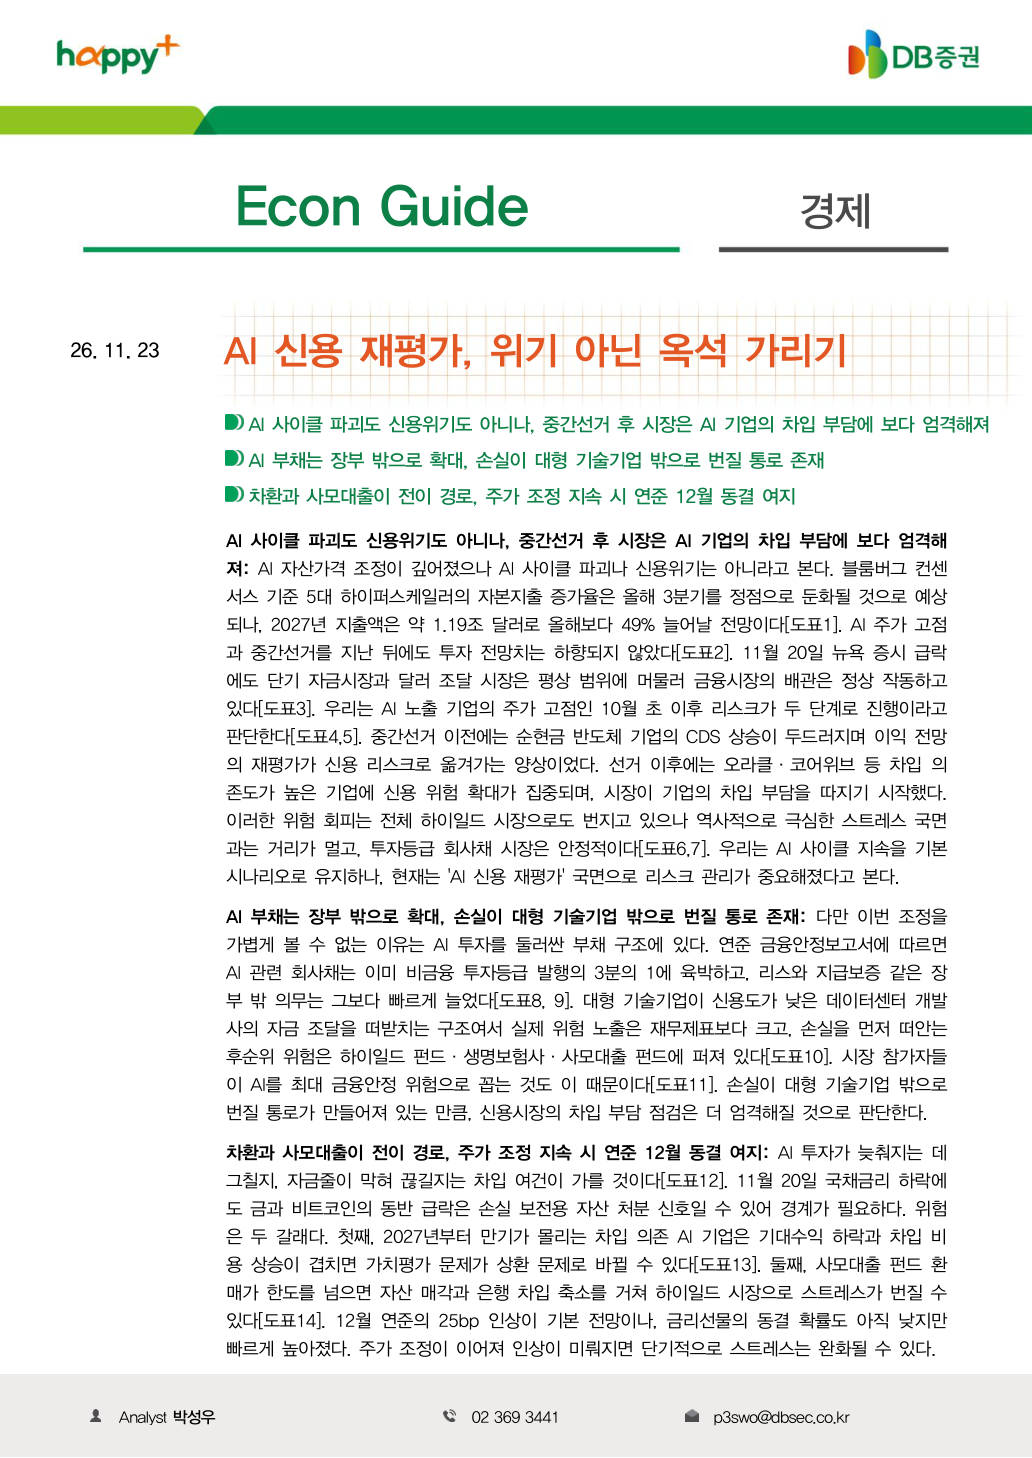 happy+
DB증권
Econ Guide
경제
26. 11. 23
AI 신용 재평가, 위기 아닌 옥석 가리기
AI 사이클 파괴도 신용위기도 아니나, 중간선거 후 시장은 AI 기업의 차입 부담에 보다 엄격해져
AI 부채는 장부 밖으로 확대, 손실이 대형 기술기업 밖으로 번질 통로 존재
차환과 사모대출이 전이 경로, 주가 조정 지속 시 연준 12월 동결 여지
AI 사이클 파괴도 신용위기도 아니나, 중간선거 후 시장은 AI 기업의 차입 부담에 보다 엄격해
져: AI 자산가격 조정이 깊어졌으나 AI 사이클 파괴나 신용위기는 아니라고 본다. 블룸버그 컨센
서스 기준 5대 하이퍼스케일러의 자본지출 증가율은 올해 3분기를 정점으로 둔화될 것으로 예상
되나, 2027년 지출액은 약 1.19조 달러로 올해보다 49% 늘어날 전망이다[도표1]. AI 주가 고점
과 중간선거를 지난 뒤에도 투자 전망치는 하향되지 않았다[도표2]. 11월 20일 뉴욕 증시 급락
에도 단기 자금시장과 달러 조달 시장은 평상 범위에 머물러 금융시장의 배관은 정상 작동하고
있다[도표3]. 우리는 AI 노출 기업의 주가 고점인 10월 초 이후 리스크가 두 단계로 진행이라고
판단한다[도표4,5]. 중간선거 이전에는 순현금 반도체 기업의 CDS 상승이 두드러지며 이익 전망
의 재평가가 신용 리스크로 옮겨가는 양상이었다. 선거 이후에는 오라클 · 코어위브 등 차입 의
존도가 높은 기업에 신용 위험 확대가 집중되며, 시장이 기업의 차입 부담을 따지기 시작했다.
이러한 위험 회피는 전체 하이일드 시장으로도 번지고 있으나 역사적으로 극심한 스트레스 국면
과는 거리가 멀고, 투자등급 회사채 시장은 안정적이다[도표6,7]. 우리는 AI 사이클 지속을 기본
시나리오로 유지하나, 현재는 'AI 신용 재평가' 국면으로 리스크 관리가 중요해졌다고 본다.
AI 부채는 장부 밖으로 확대, 손실이 대형 기술기업 밖으로 번질 통로 존재: 다만 이번 조정을
가볍게 볼 수 없는 이유는 AI 투자를 둘러싼 부채 구조에 있다. 연준 금융안정보고서에 따르면
AI 관련 회사채는 이미 비금융 투자등급 발행의 3분의 1에 육박하고, 리스와 지급보증 같은 장
부 밖 의무는 그보다 빠르게 늘었다[도표8, 9]. 대형 기술기업이 신용도가 낮은 데이터센터 개발
사의 자금 조달을 떠받치는 구조여서 실제 위험 노출은 재무제표보다 크고, 손실을 먼저 떠안는
후순위 위험은 하이일드 펀드 · 생명보험사 · 사모대출 펀드에 퍼져 있다[도표10]. 시장 참가자들
이 AI를 최대 금융안정 위험으로 꼽는 것도 이 때문이다[도표11]. 손실이 대형 기술기업 밖으로
번질 통로가 만들어져 있는 만큼, 신용시장의 차입 부담 점검은 더 엄격해질 것으로 판단한다.
차환과 사모대출이 전이 경로, 주가 조정 지속 시 연준 12월 동결 여지: AI 투자가 늦춰지는 데
그칠지, 자금줄이 막혀 끊길지는 차입 여건이 가를 것이다[도표12]. 11월 20일 국채금리 하락에
도 금과 비트코인의 동반 급락은 손실 보전용 자산 처분 신호일 수 있어 경계가 필요하다. 위험
은 두 갈래다. 첫째, 2027년부터 만기가 몰리는 차입 의존 AI 기업은 기대수익 하락과 차입 비
용 상승이 겹치면 가치평가 문제가 상환 문제로 바뀔 수 있다[도표13]. 둘째, 사모대출 펀드 환
매가 한도를 넘으면 자산 매각과 은행 차입 축소를 거쳐 하이일드 시장으로 스트레스가 번질 수
있다[도표14]. 12월 연준의 25bp 인상이 기본 전망이나, 금리선물의 동결 확률도 아직 낮지만
빠르게 높아졌다. 주가 조정이 이어져 인상이 미뤄지면 단기적으로 스트레스는 완화될 수 있다.
Analyst 박성우
02 369 3441
p3swo@dbsec.co.kr